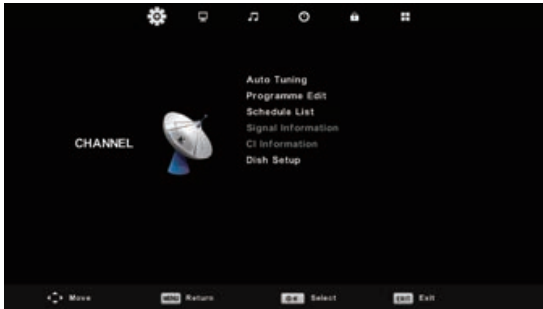 Auto Tuning
Programme Edit
Schedule List
Signal Information
CHANNEL
CI Information
Dish Setup
Move
MENU Return
OK Select
EXIT Exit